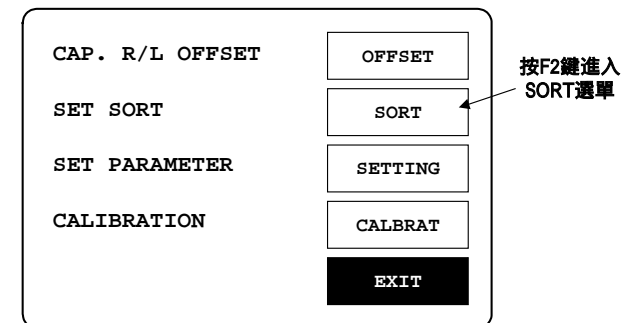 CAP. R/L OFFSET
OFFSET
SET SORT
SORT
SET PARAMETER
SETTING
CALIBRATION
CALBRAT
EXIT
按F2鍵進入
SORT選單